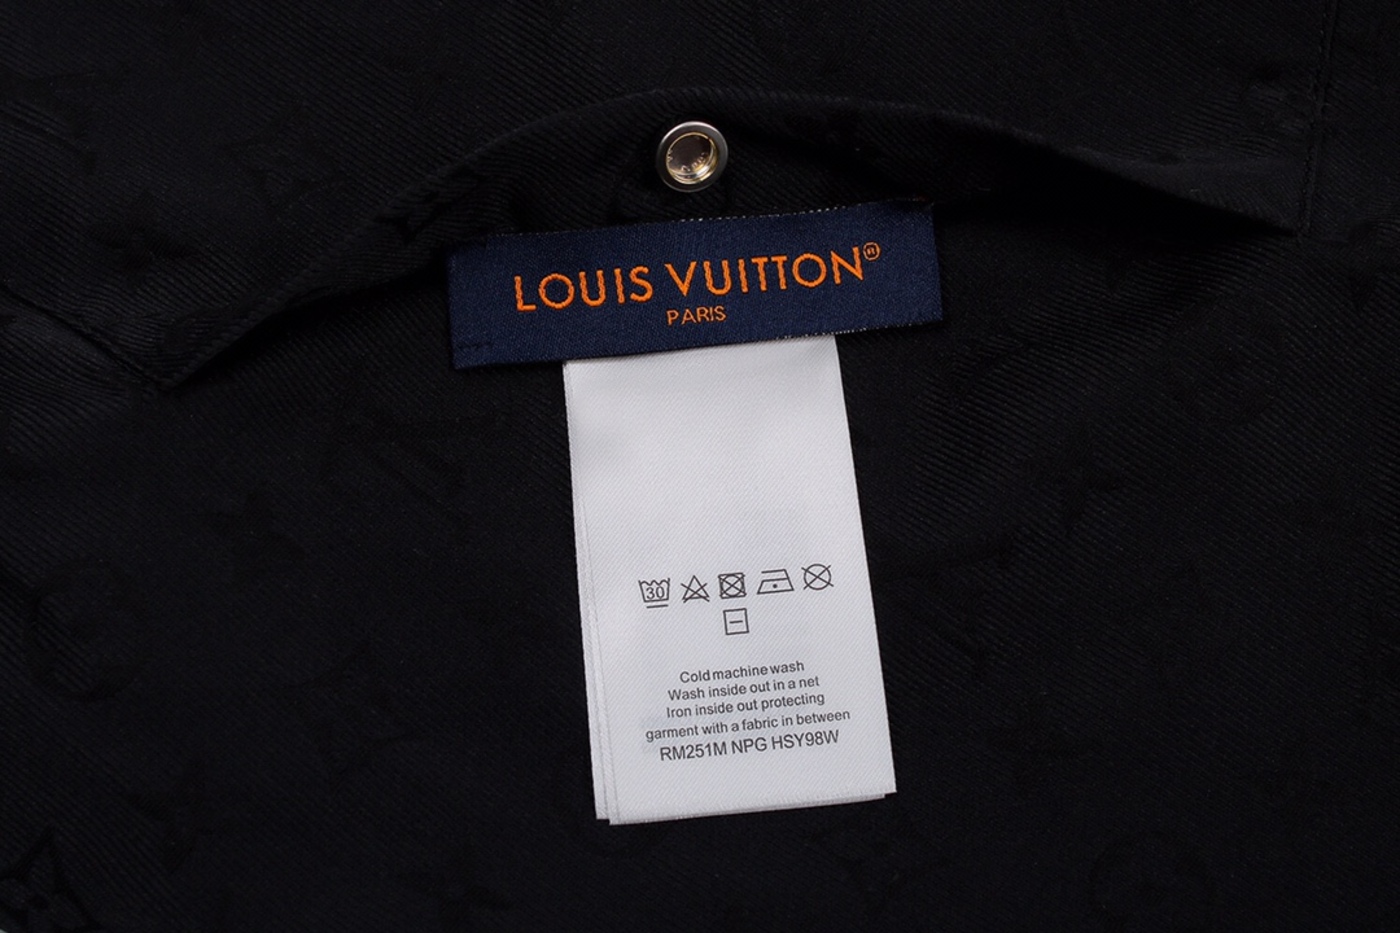 LOUIS VUITTON®
PARIS
30
Cold machine wash
Wash inside out in a net
Iron inside out protecting
garment with a fabric in between
RM251M NPG HSY98W